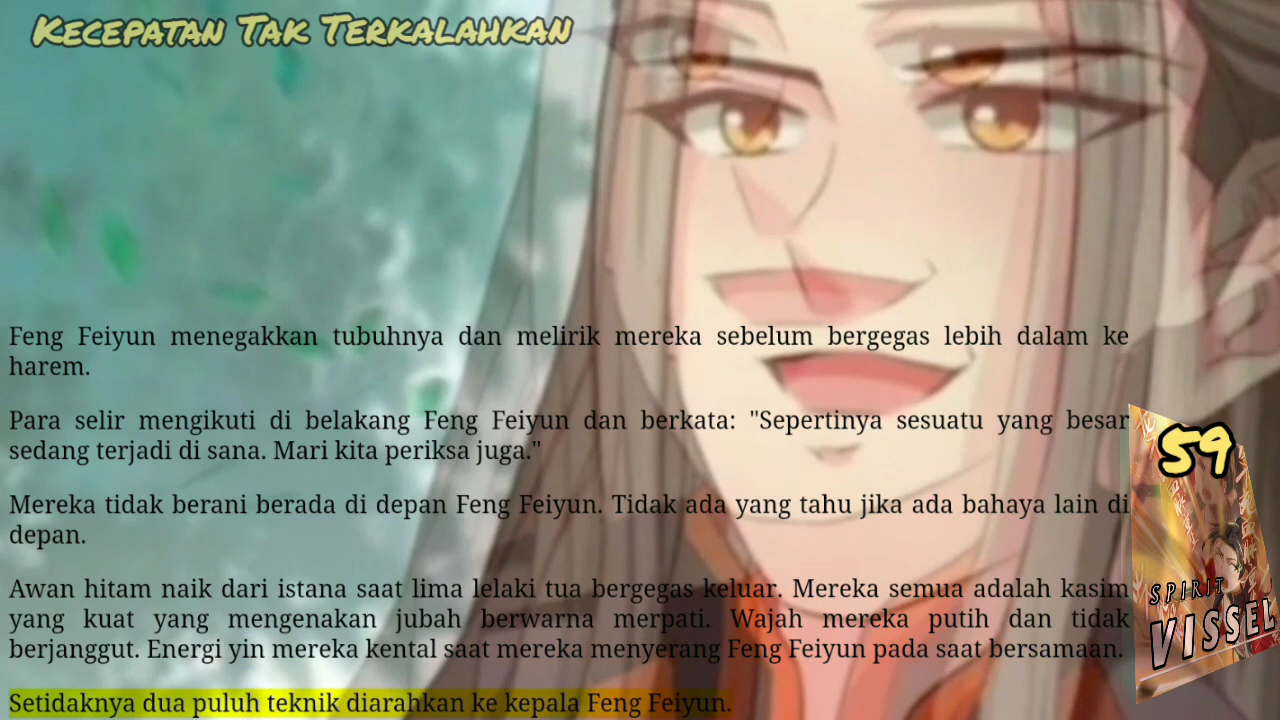 Kecepatan Tak Terkalahkan
Feng Feiyun menegakkan tubuhnya dan melirik mereka sebelum bergegas lebih dalam ke
harem.
Para selir mengikuti di belakang Feng Feiyun dan berkata: "Sepertinya sesuatu yang besar
sedang terjadi di sana. Mari kita periksa juga."
Mereka tidak berani berada di depan Feng Feiyun. Tidak ada yang tahu jika ada bahaya lain di
depan.
Awan hitam naik dari istana saat lima lelaki tua bergegas keluar. Mereka semua adalah kasim
yang kuat yang mengenakan jubah berwarna merpati. Wajah mereka putih dan tidak
berjanggut. Energi yin mereka kental saat mereka menyerang Feng Feiyun pada saat bersamaan.
Setidaknya dua puluh teknik diarahkan ke kepala Feng Feiyun.
59
SPIRIT
VISSEL